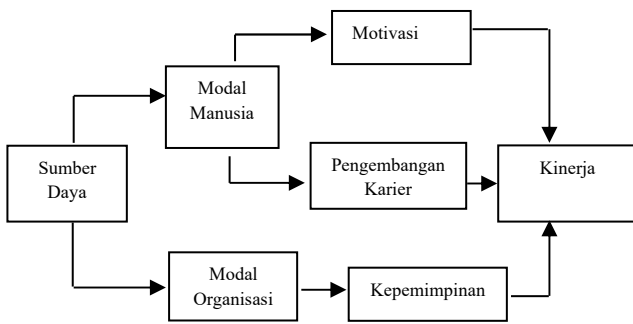 Motivasi
Modal
Manusia
Sumber
Daya
Pengembangan
Karier
Kinerja
Modal
Organisasi
Kepemimpinan